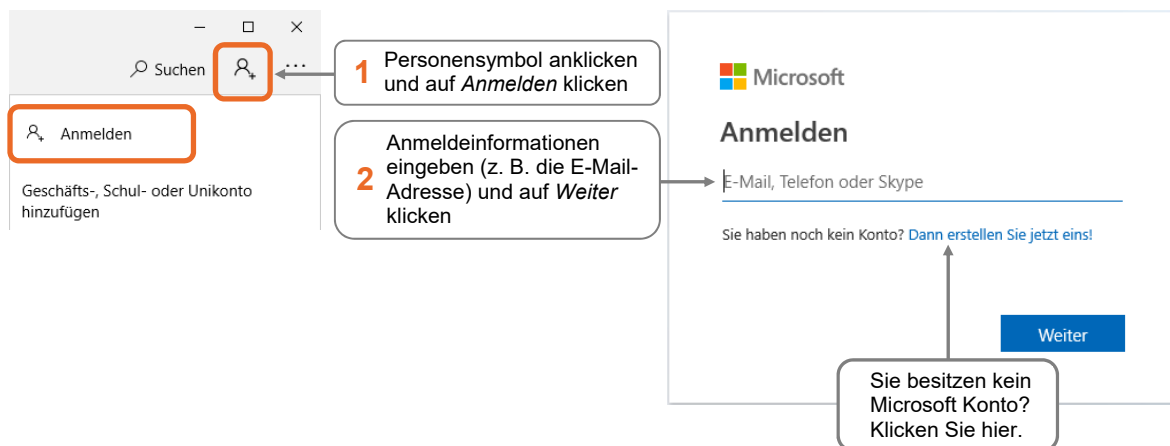 Suchen
Anmelden
Geschäfts-, Schul- oder Unikonto
hinzufügen
1
Personensymbol anklicken
und auf Anmelden klicken
2
Anmeldeinformationen
eingeben (z. B. die E-Mail-
Adresse) und auf Weiter
klicken
Microsoft
Anmelden
E-Mail, Telefon oder Skype
Sie haben noch kein Konto? Dann erstellen Sie jetzt eins!
Weiter
Sie besitzen kein
Microsoft Konto?
Klicken Sie hier.